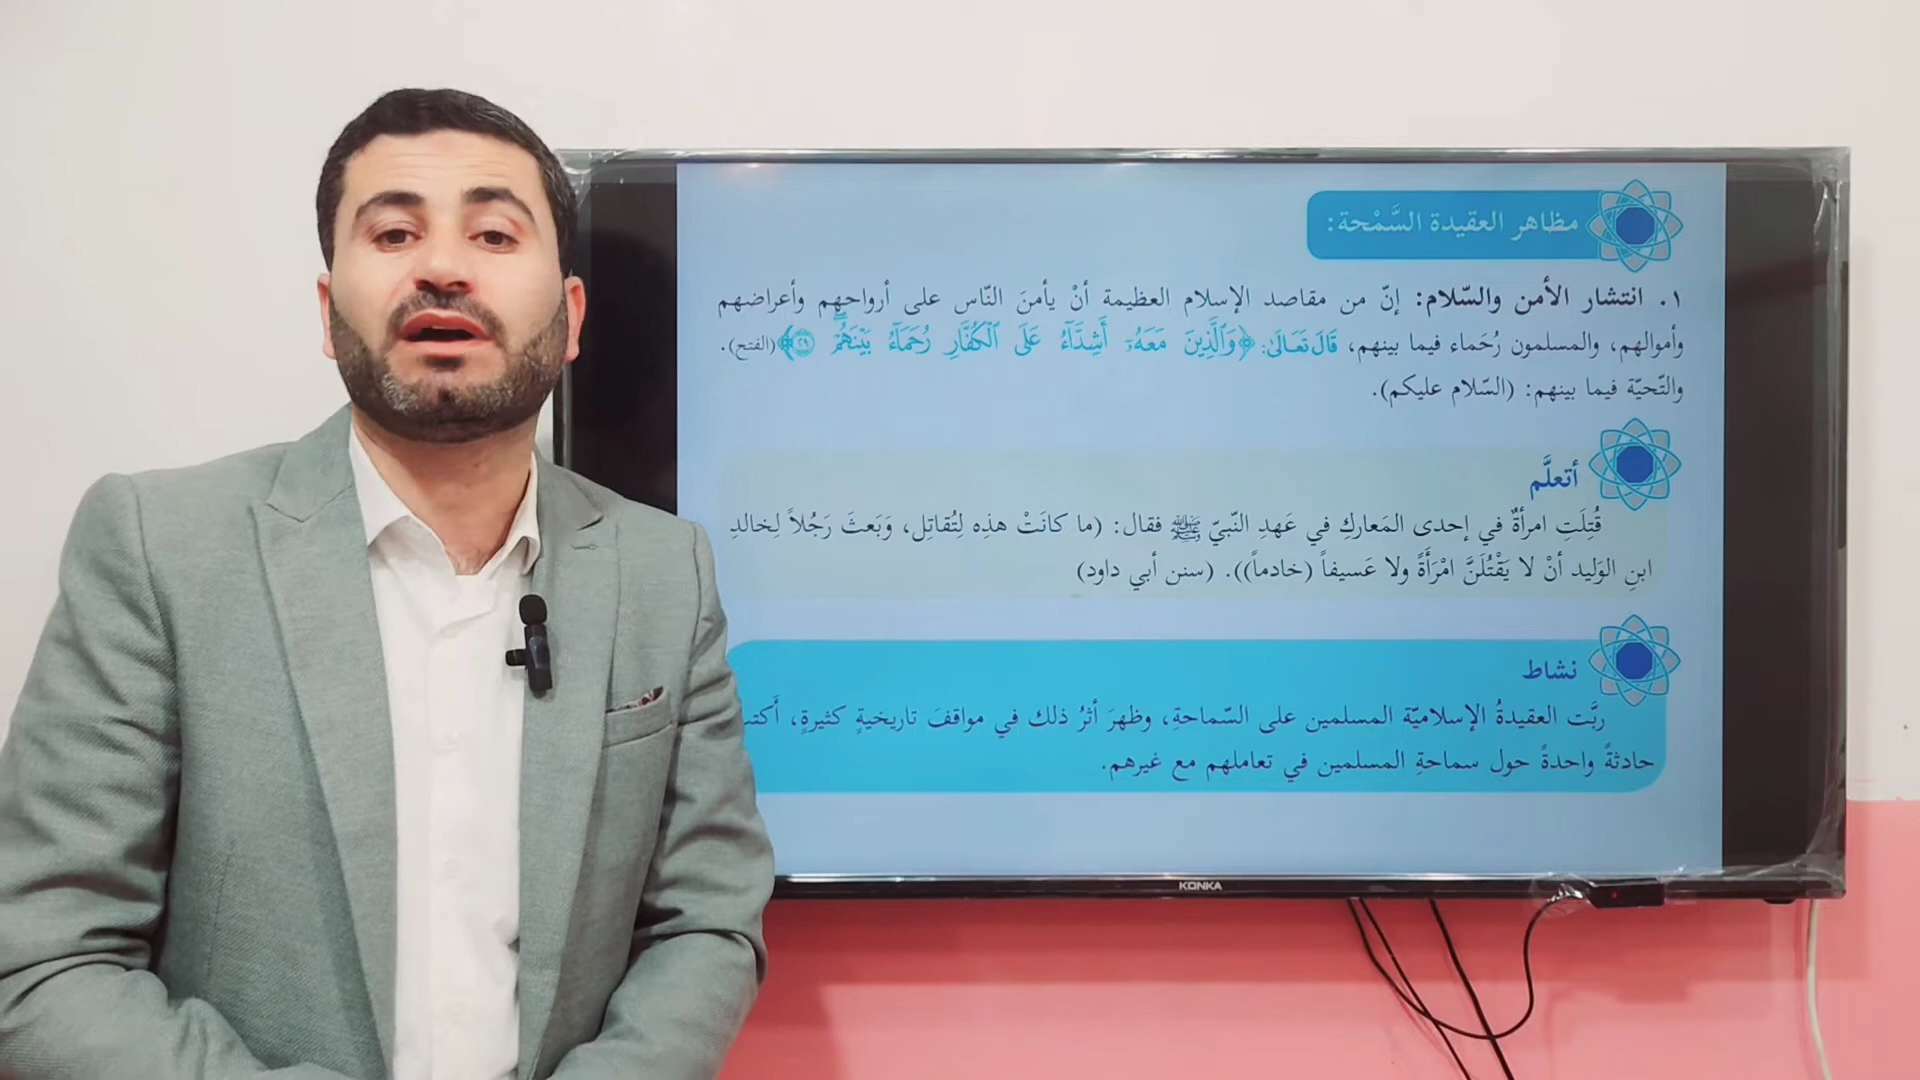 مظاهر العقيدة السَّمْحة:
١. انتشار الأمن والسّلام: إنّ من مقاصد الإسلام العظيمة أنْ يأمنَ النّاس على أرواحهم وأعراضهم
وأموالهم، والمسلمون رُحَماء فيما بينهم، قَالَ تَعَالَىٰ: ﴿وَٱلَّذِينَ مَعَهُۥٓ أَشِدَّآءُ عَلَى ٱلْكُفَّارِ رُحَمَآءُ بَيْنَهُمْۖ ٢٩﴾ (الفتح).
والتّحيّة فيما بينهم: (السّلام عليكم).
أتعلَّم
قُتِلَتِ امرأةٌ في إحدى المَعاركِ في عَهدِ النّبيّ ﷺ فقال: (ما كانَتْ هذِه لِتُقاتِل، وَبَعثَ رَجُلاً لِخالدِ
ابنِ الوَليد أنْ لا يَقْتُلَنَّ امْرَأَةً ولا عَسيفاً (خادماً)). (سنن أبي داود)
نشاط
ربَّت العقيدةُ الإسلاميّة المسلمين على السّماحةِ، وظهرَ أثرُ ذلك في مواقفَ تاريخيةٍ كثيرةٍ، أَكتب
حادثةً واحدةً حول سماحةِ المسلمين في تعاملهم مع غيرهم.
KONKA